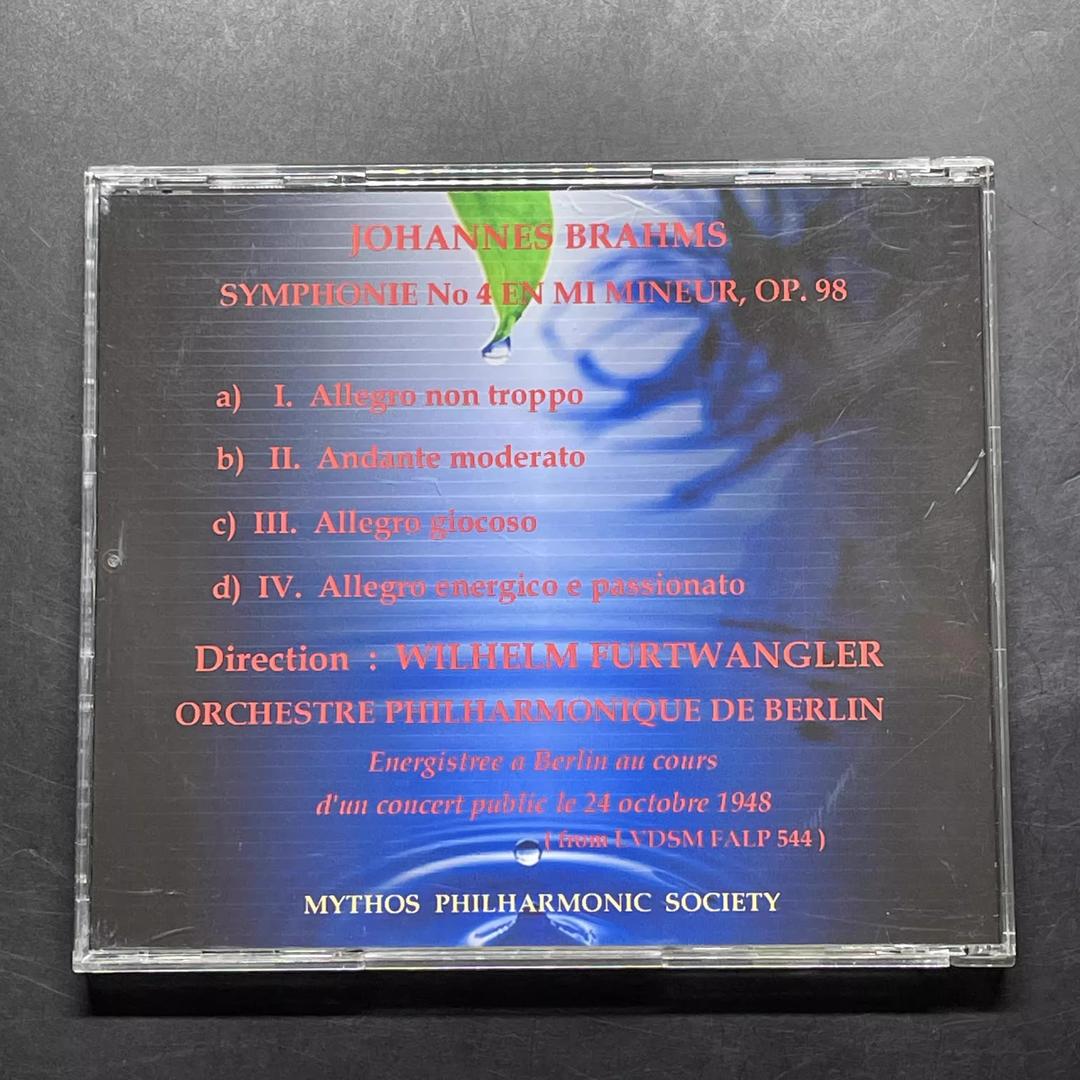 JOHANNES BRAHMS
SYMPHONIE No 4 EN MI MINEUR, OP. 98
a) I. Allegro non troppo
b) II. Andante moderato
c) III. Allegro giocoso
d) IV. Allegro energico e passionato
Direction : WILHELM FURTWANGLER
ORCHESTRE PHILHARMONIQUE DE BERLIN
Energistree a Berlin au cours
d'un concert public le 24 octobre 1948
( from LVDSM FALP 544 )
MYTHOS PHILHARMONIC SOCIETY